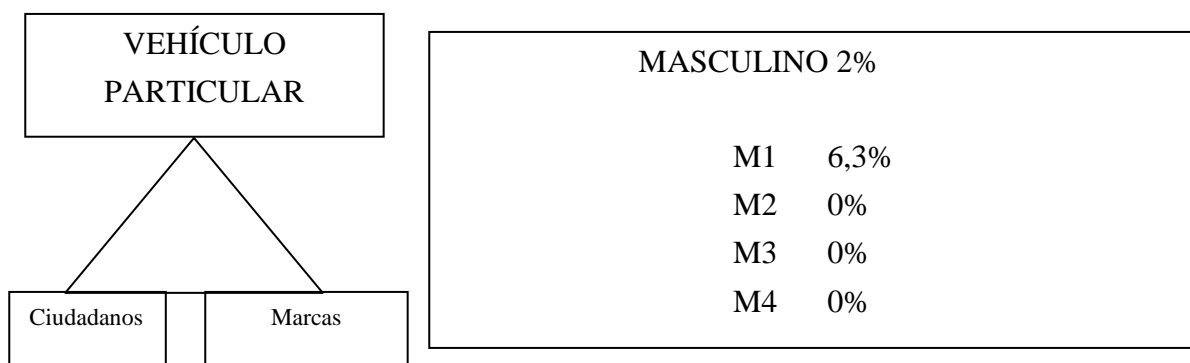 VEHÍCULO
PARTICULAR
MASCULINO 2%
M1 6,3%
M2 0%
M3 0%
M4 0%
Ciudadanos
Marcas